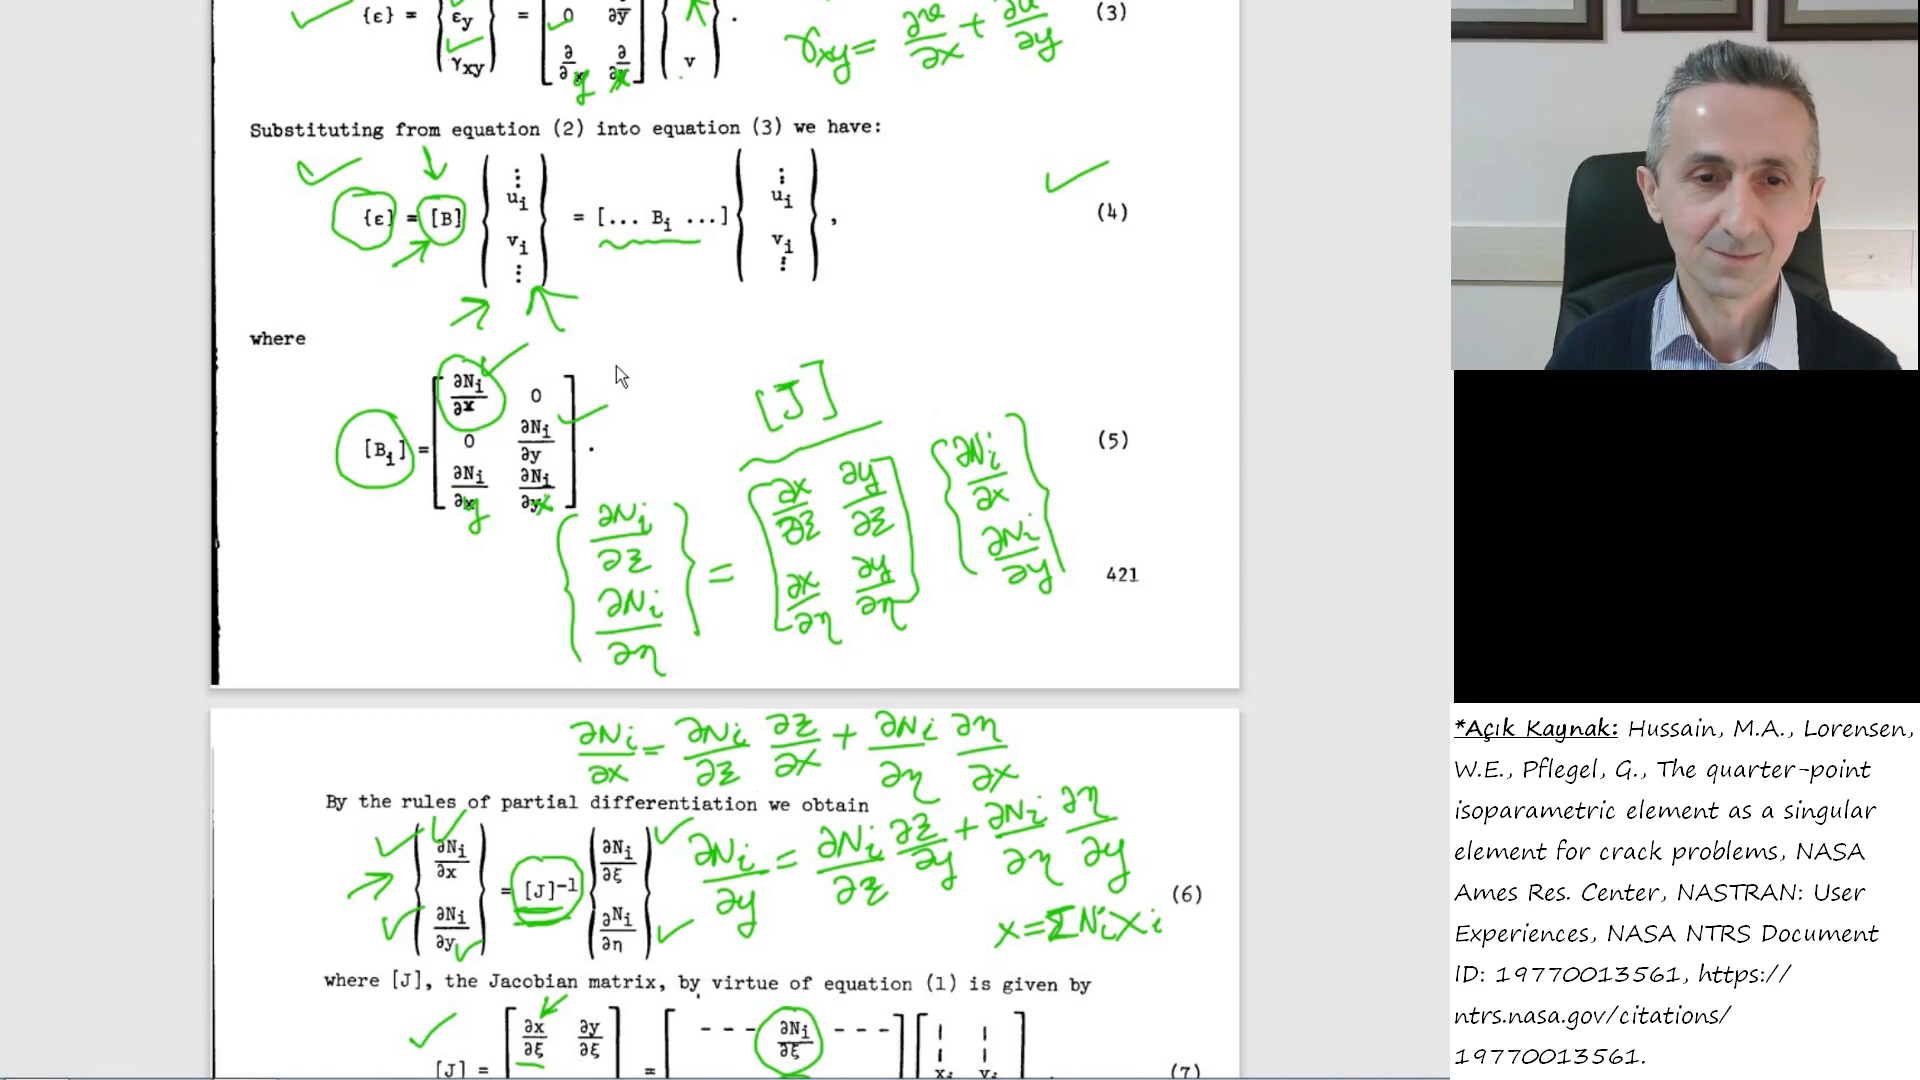 {ε} = { εy γxy } = [ 0 ∂/∂y ∂/∂x y ∂/∂y x ] { v } . (3)
γxy = ∂v/∂x + ∂u/∂y
Substituting from equation (2) into equation (3) we have:
{ε} = [B] { ⋮ ui vi ⋮ } = [... Bi ...] { ⋮ ui vi ⋮ } , (4)
where
[J]
[Bi] = [ ∂Ni/∂x 0 0 ∂Ni/∂y ∂Ni/∂x y ∂Ni/∂y x ] . (5)
{ ∂Ni/∂ξ ∂Ni/∂η } = [ ∂x/∂ξ ∂y/∂ξ ∂x/∂η ∂y/∂η ] { ∂Ni/∂x ∂Ni/∂y }
421
∂Ni/∂x = ∂Ni/∂ξ ∂ξ/∂x + ∂Ni/∂η ∂η/∂x
By the rules of partial differentiation we obtain
{ ∂Ni/∂x ∂Ni/∂y } = [J]-1 { ∂Ni/∂ξ ∂Ni/∂η } (6)
∂Ni/∂y = ∂Ni/∂ξ ∂ξ/∂y + ∂Ni/∂η ∂η/∂y
x=ΣNiXi
where [J], the Jacobian matrix, by virtue of equation (1) is given by
[J] = [ ∂x/∂ξ ∂y/∂ξ = [ - - - ∂Ni/∂ξ - - - ] [ xi yi ] (7)
*Açık Kaynak: Hussain, M.A., Lorensen,
W.E., Pflegel, G., The quarter-point
isoparametric element as a singular
element for crack problems, NASA
Ames Res. Center, NASTRAN: User
Experiences, NASA NTRS Document
ID: 19770013561, https://
ntrs.nasa.gov/citations/
19770013561.